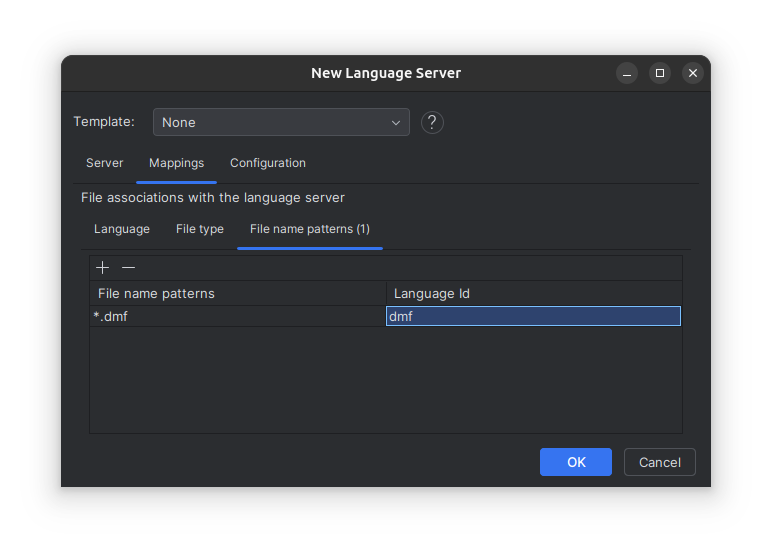 New Language Server
Template: None ?
Server Mappings Configuration
File associations with the language server
Language File type File name patterns (1)
File name patterns Language Id
*.dmf dmf
OK Cancel